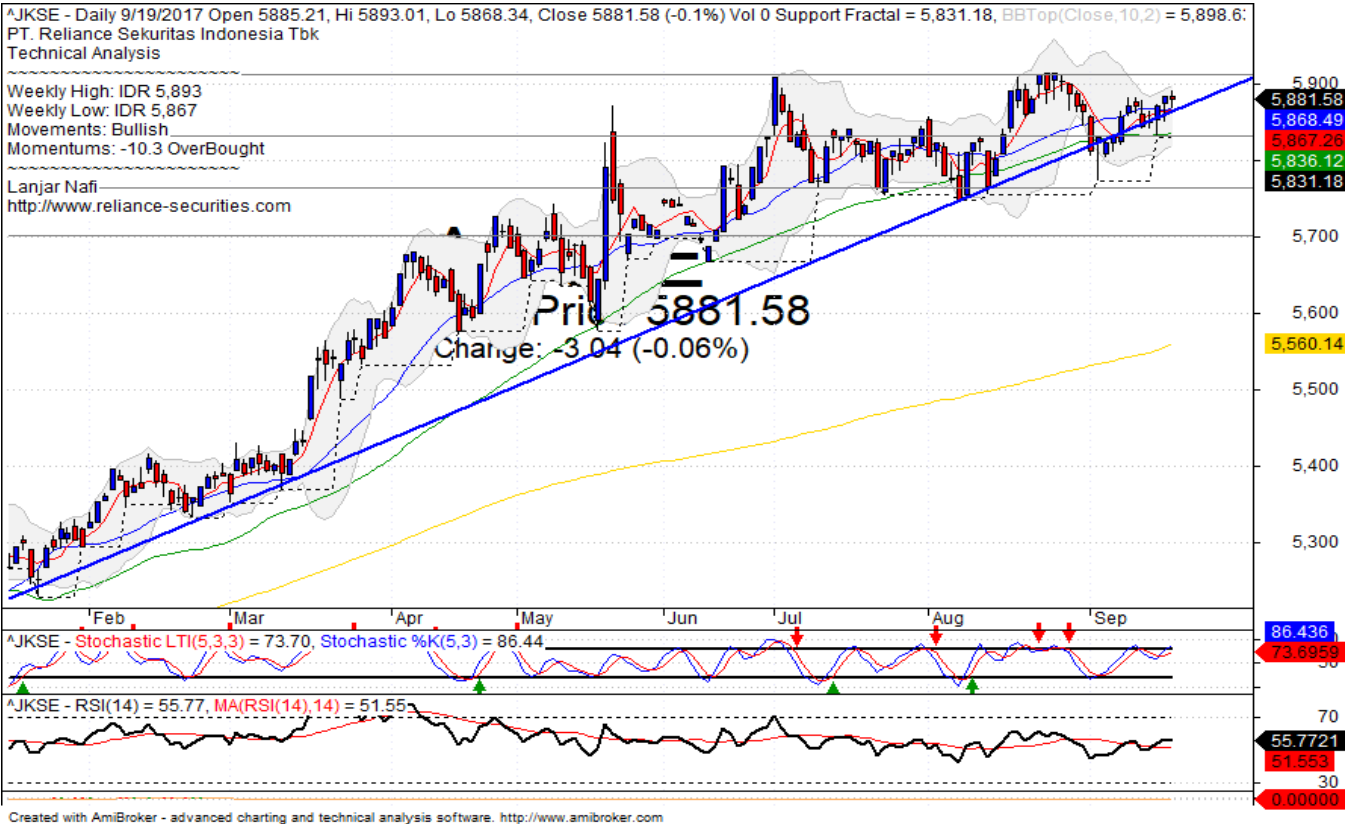 ^JKSE - Daily 9/19/2017 Open 5885.21, Hi 5893.01, Lo 5868.34, Close 5881.58 (-0.1%) Vol 0 Support Fractal = 5,831.18, BBTop(Close,10,2) = 5,898.6
PT. Reliance Sekuritas Indonesia Tbk
Technical Analysis
~~~~~~~~~~~~~~~~~~~~~~
Weekly High: IDR 5,893
Weekly Low: IDR 5,867
Movements: Bullish
Momentums: -10.3 OverBought
~~~~~~~~~~~~~~~~~~~~~~
Lanjar Nafi
http://www.reliance-securities.com
Price 5881.58
Change: -3.04 (-0.06%)
5,900
5,881.58
5,868.49
5,867.26
5,836.12
5,831.18
5,700
5,600
5,560.14
5,500
5,400
5,300
Feb Mar Apr May Jun Jul Aug Sep
^JKSE - Stochastic LTI(5,3,3) = 73.70, Stochastic %K(5,3) = 86.44
86.436
73.6959
^JKSE - RSI(14) = 55.77, MA(RSI(14),14) = 51.55
70
55.7721
51.553
30
0.00000
Created with AmiBroker - advanced charting and technical analysis software. http://www.amibroker.com